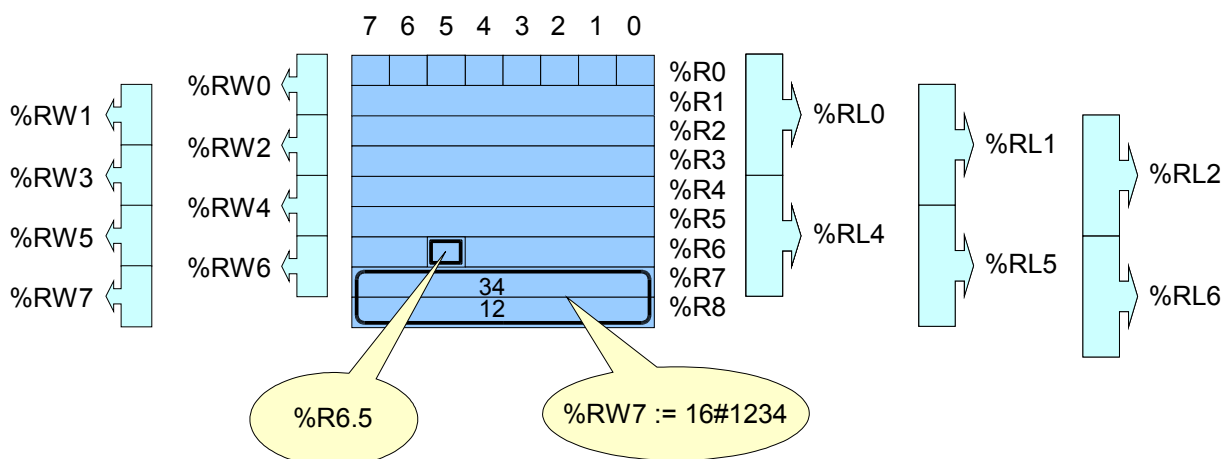 7 6 5 4 3 2 1 0
%RW0
%RW2
%RW4
%RW6
%RW1
%RW3
%RW5
%RW7
%R0
%R1
%R2
%R3
%R4
%R5
%R6
%R7
%R8
34
12
%RL0
%RL4
%RL1
%RL5
%RL2
%RL6
%R6.5
%RW7 := 16#1234